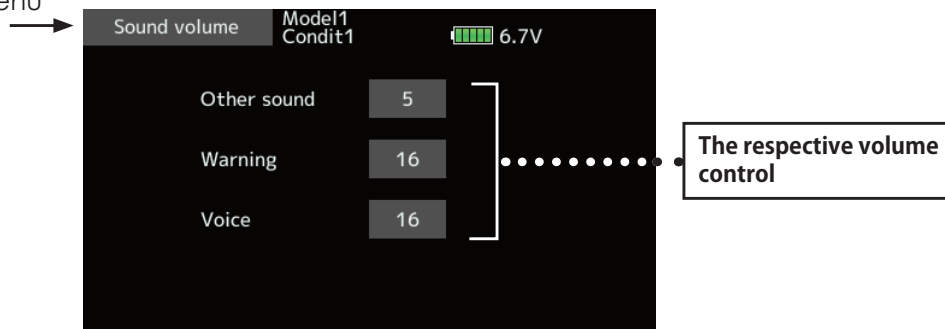 Sound volume
Model1
Condit1
6.7V
Other sound 5
Warning 16
Voice 16
The respective volume
control